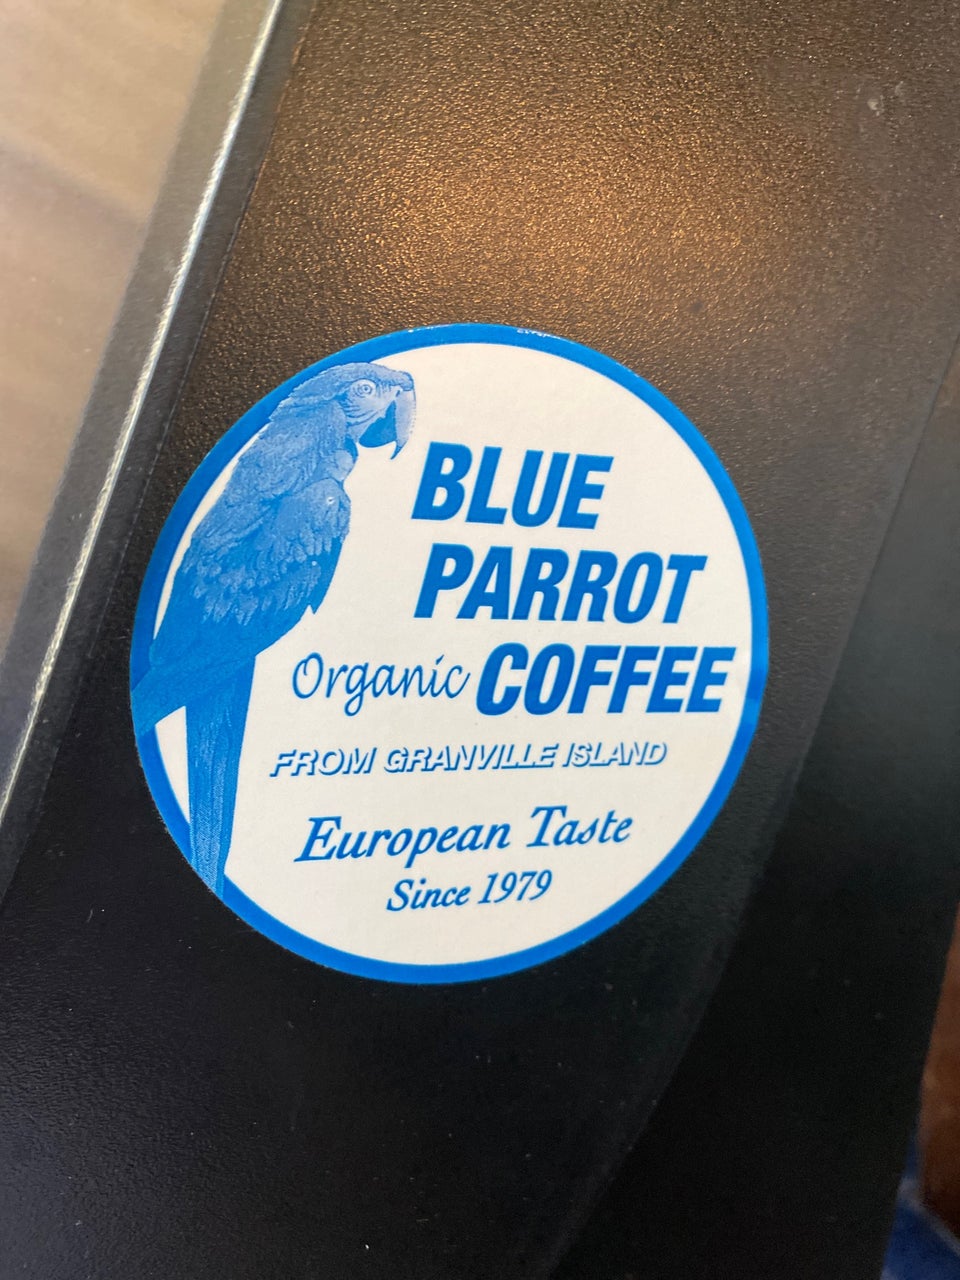 BLUE
PARROT
Organic COFFEE
FROM GRANVILLE ISLAND
European Taste
Since 1979